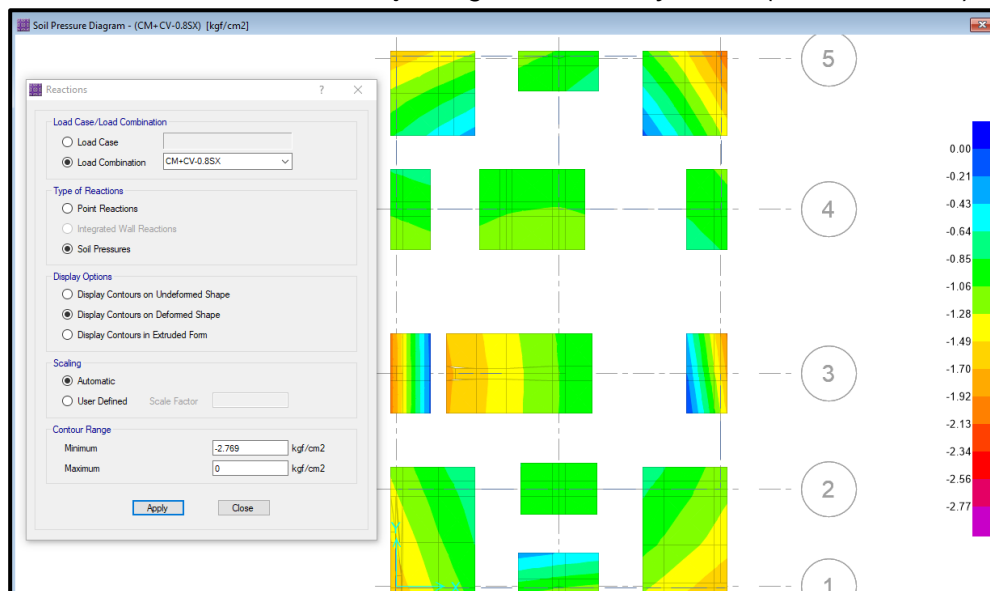 Soil Pressure Diagram - (CM+CV-0.8SX) [kgf/cm2]
Reactions
? ×
Load Case/Load Combination
Load Case
Load Combination CM+CV-0.8SX
Type of Reactions
Point Reactions
Integrated Wall Reactions
Soil Pressures
Display Options
Display Contours on Undeformed Shape
Display Contours on Deformed Shape
Display Contours in Extruded Form
Scaling
Automatic
User Defined Scale Factor
Contour Range
Minimum -2.769 kgf/cm2
Maximum 0 kgf/cm2
Apply Close
5
4
3
2
1
0.00
-0.21
-0.43
-0.64
-0.85
-1.06
-1.28
-1.49
-1.70
-1.92
-2.13
-2.34
-2.56
-2.77